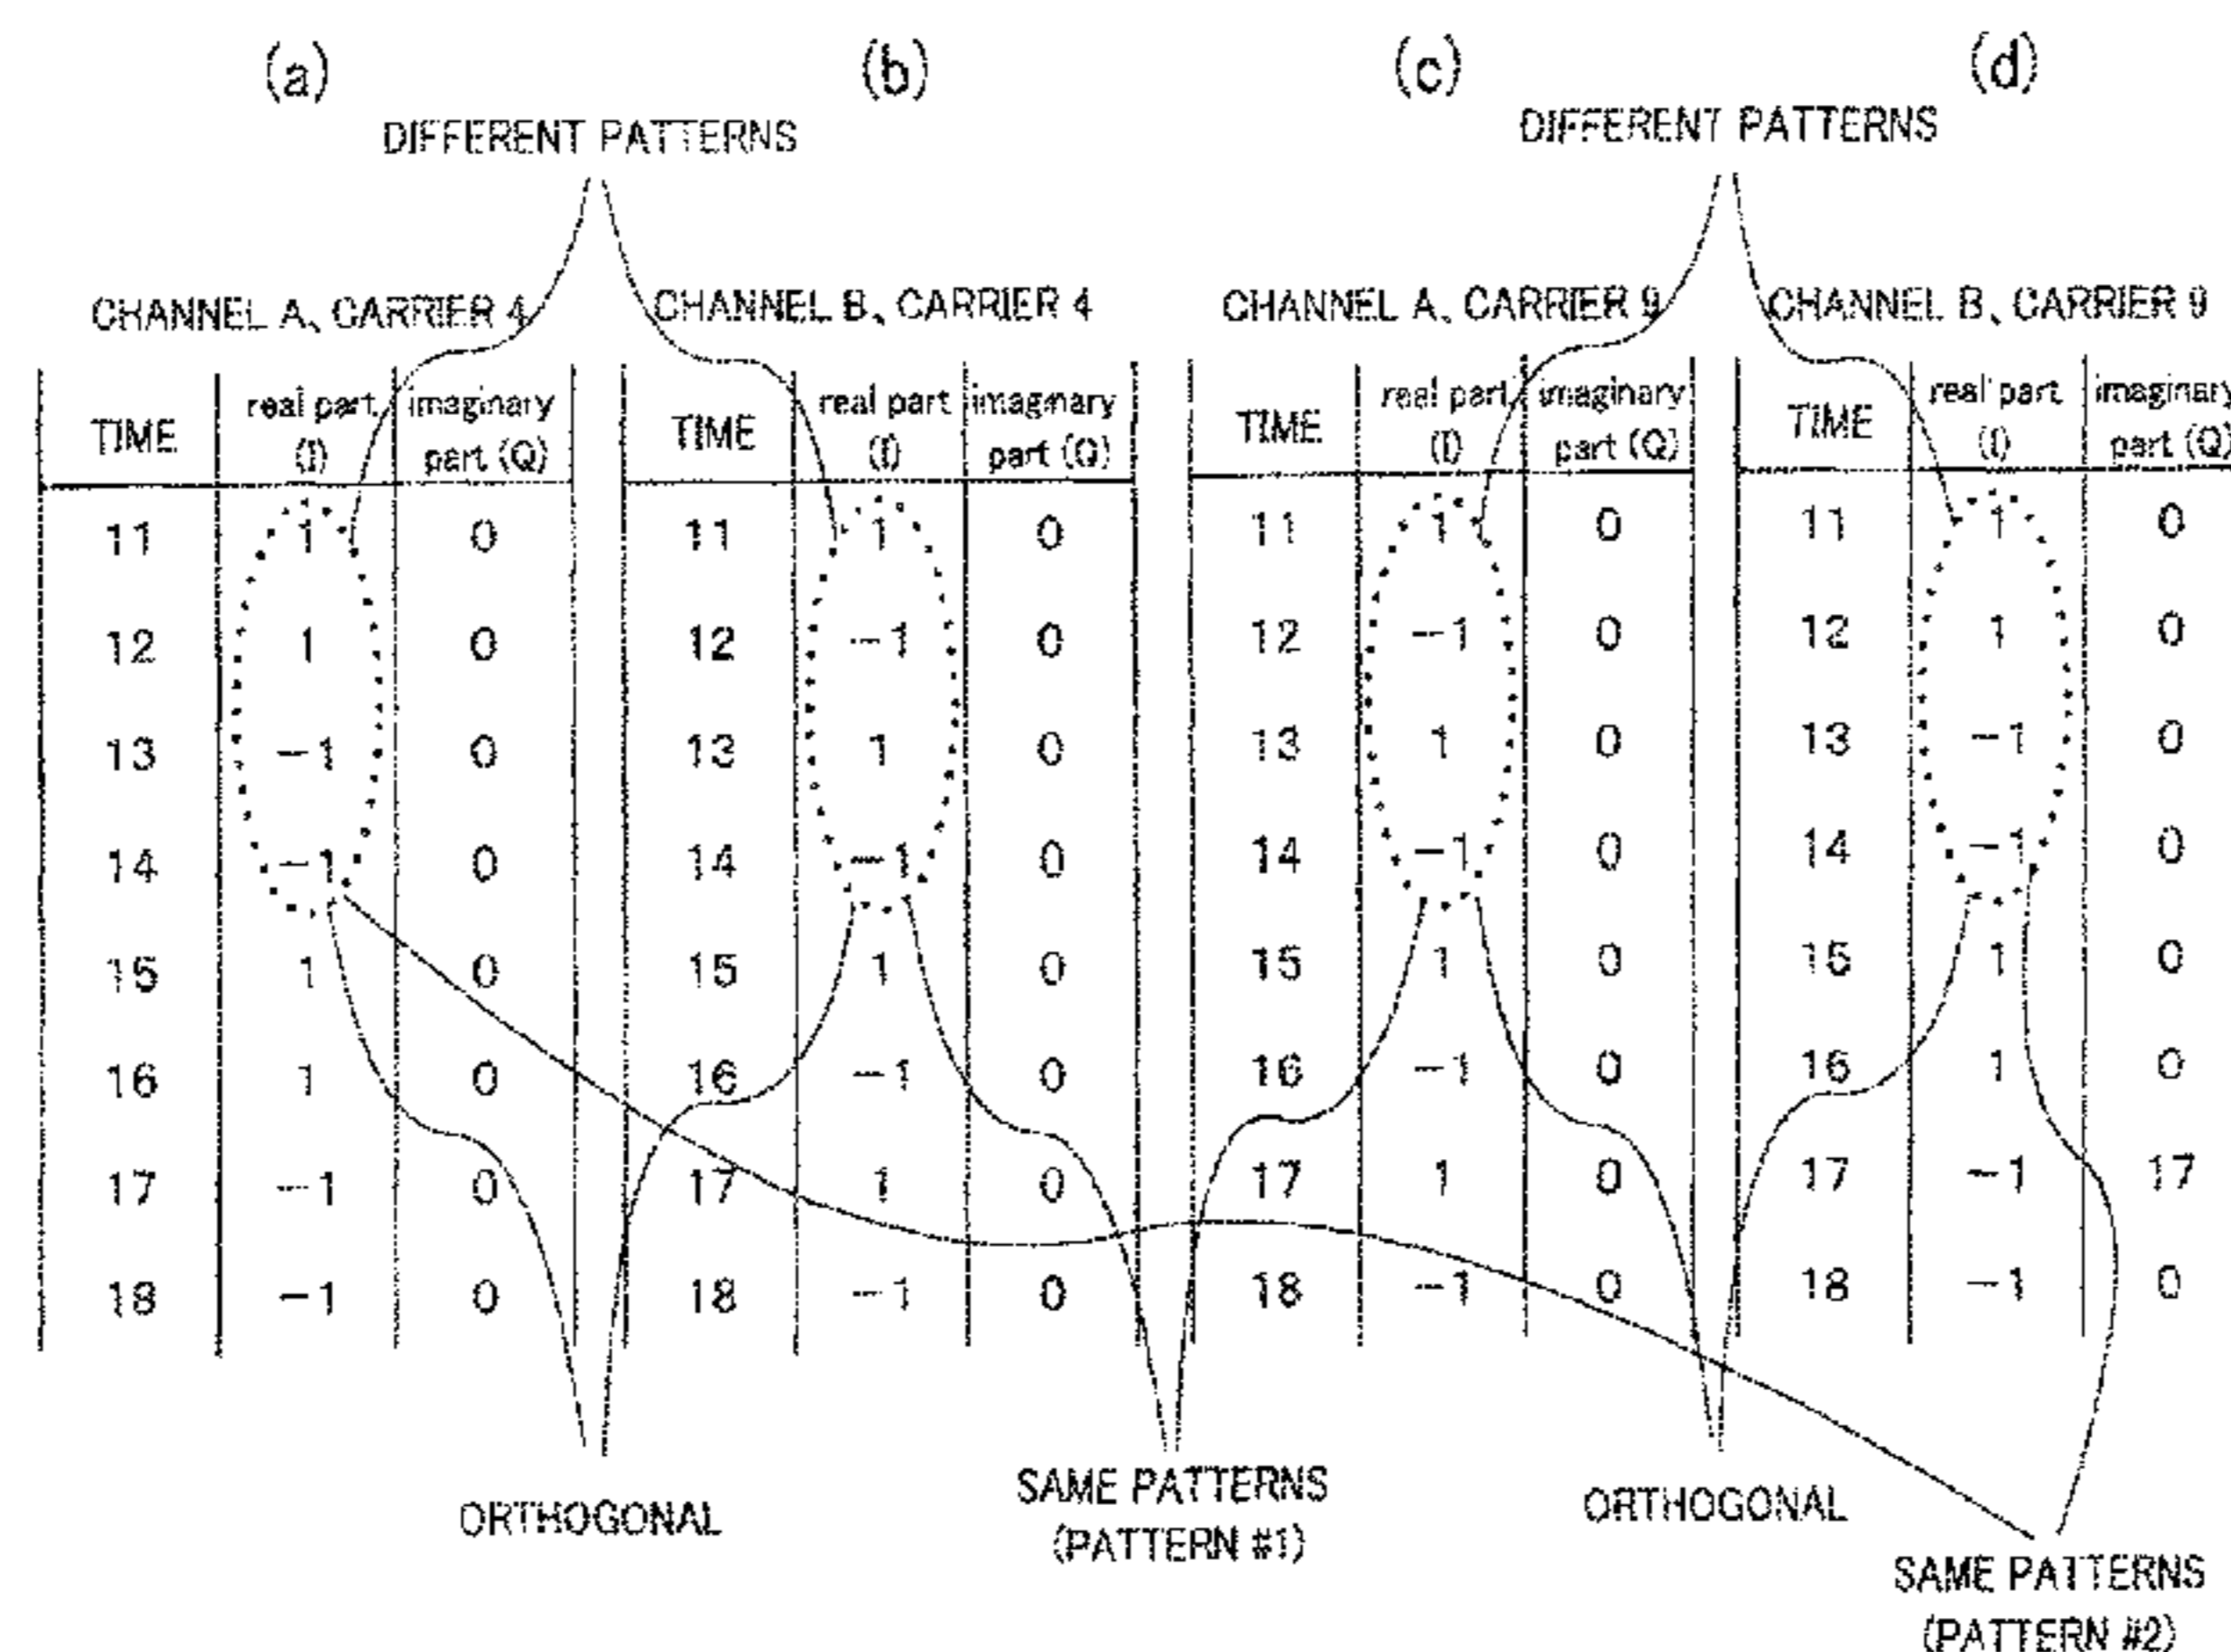 (a) (b) (c) (d)
DIFFERENT PATTERNS DIFFERENT PATTERNS
CHANNEL A、CARRIER 4 CHANNEL B、CARRIER 4 CHANNEL A、CARRIER 9 CHANNEL B、CARRIER 9
TIME real part (I) imaginary part (Q) TIME real part (I) imaginary part (Q) TIME real part (I) imaginary part (Q) TIME real part (I) imaginary part (Q)
11 1 0 11 1 0 11 1 0 11 1 0
12 1 0 12 -1 0 12 -1 0 12 1 0
13 -1 0 13 1 0 13 1 0 13 -1 0
14 -1 0 14 -1 0 14 -1 0 14 -1 0
15 1 0 15 1 0 15 1 0 15 1 0
16 1 0 16 -1 0 16 -1 0 16 1 0
17 -1 0 17 1 0 17 1 0 17 -1 17
18 -1 0 18 -1 0 18 -1 0 18 -1 0
ORTHOGONAL SAME PATTERNS ORTHOGONAL
(PATTERN #1)
SAME PATTERNS
(PATTERN #2)